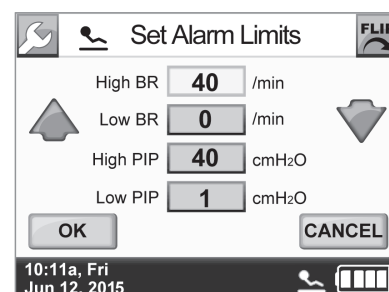 Set Alarm Limits
FLIP
High BR 40 /min
Low BR 0 /min
High PIP 40 cmH2O
Low PIP 1 cmH2O
OK CANCEL
10:11a, Fri
Jun 12, 2015